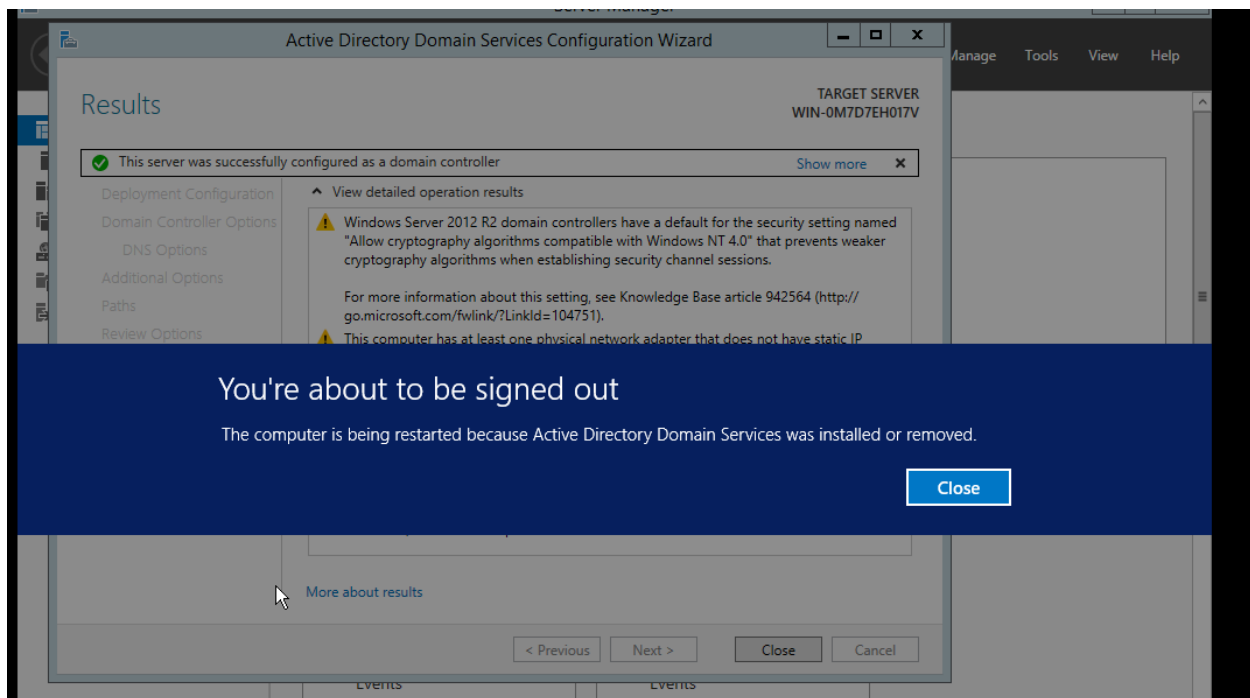 Active Directory Domain Services Configuration Wizard
Manage Tools View Help
Results
TARGET SERVER
WIN-0M7D7EH017V
This server was successfully configured as a domain controller
Show more
Deployment Configuration
Domain Controller Options
DNS Options
Additional Options
Paths
Review Options
View detailed operation results
Windows Server 2012 R2 domain controllers have a default for the security setting named
"Allow cryptography algorithms compatible with Windows NT 4.0" that prevents weaker
cryptography algorithms when establishing security channel sessions.
For more information about this setting, see Knowledge Base article 942564 (http://
go.microsoft.com/fwlink/?LinkId=104751).
This computer has at least one physical network adapter that does not have static IP
You're about to be signed out
The computer is being restarted because Active Directory Domain Services was installed or removed.
Close
More about results
< Previous Next > Close Cancel
Events Events